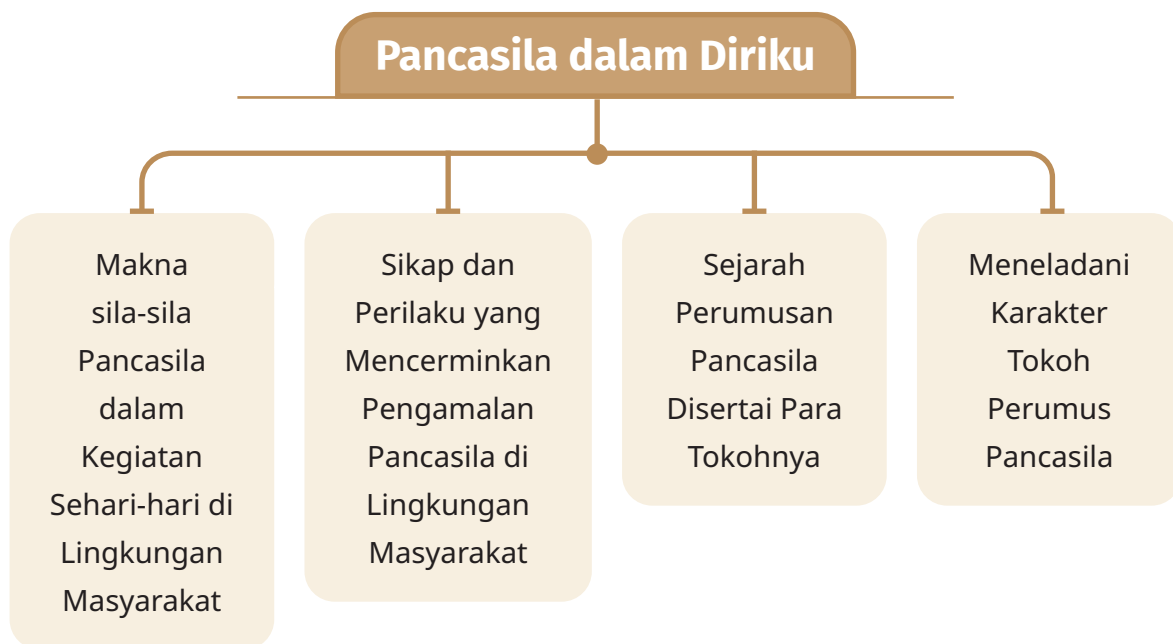 Pancasila dalam Diriku
Makna
sila-sila
Pancasila
dalam
Kegiatan
Sehari-hari di
Lingkungan
Masyarakat
Sikap dan
Perilaku yang
Mencerminkan
Pengamalan
Pancasila di
Lingkungan
Masyarakat
Sejarah
Perumusan
Pancasila
Disertai Para
Tokohnya
Meneladani
Karakter
Tokoh
Perumus
Pancasila